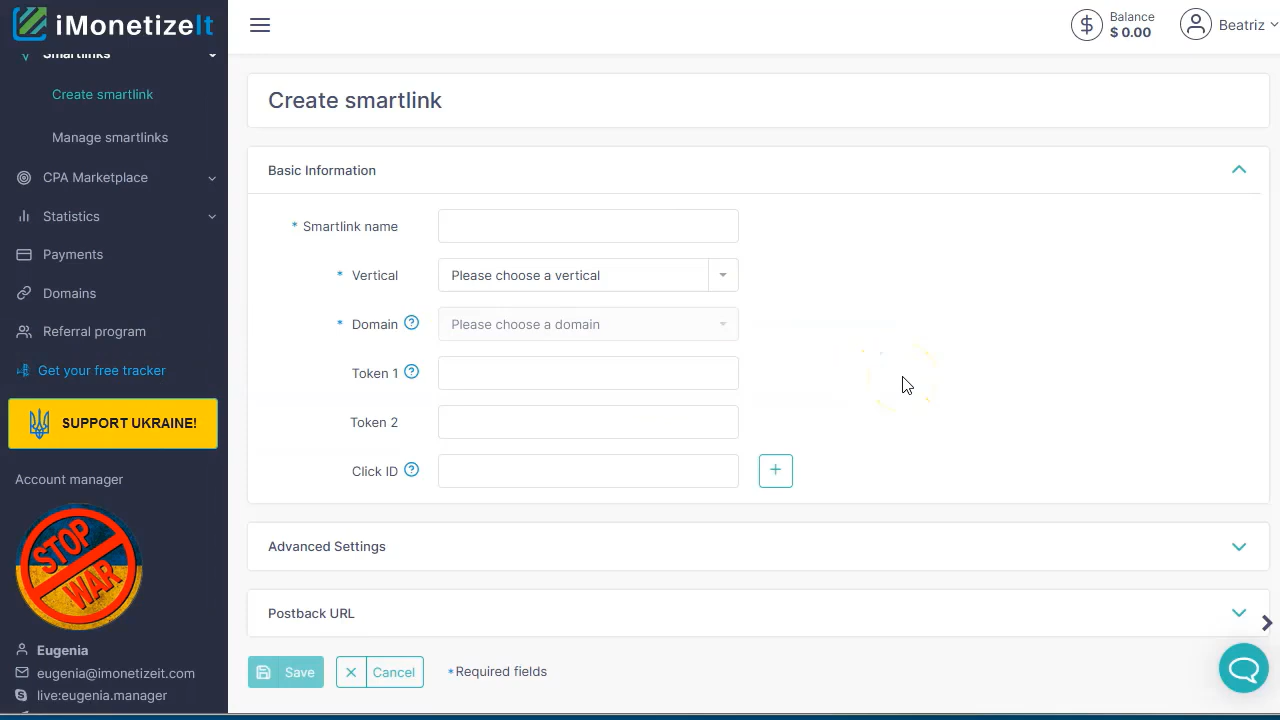 iMonetizeIt
Balance
$ 0.00
Beatriz
Smartlinks
Create smartlink
Manage smartlinks
CPA Marketplace
Statistics
Payments
Domains
Referral program
Get your free tracker
SUPPORT UKRAINE!
Account manager
STOP
WAR
Eugenia
eugenia@imonetizeit.com
live:eugenia.manager
Create smartlink
Basic Information
* Smartlink name
* Vertical
Please choose a vertical
* Domain ?
Please choose a domain
Token 1 ?
Token 2
Click ID ?
+
Advanced Settings
Postback URL
Save
Cancel
*Required fields